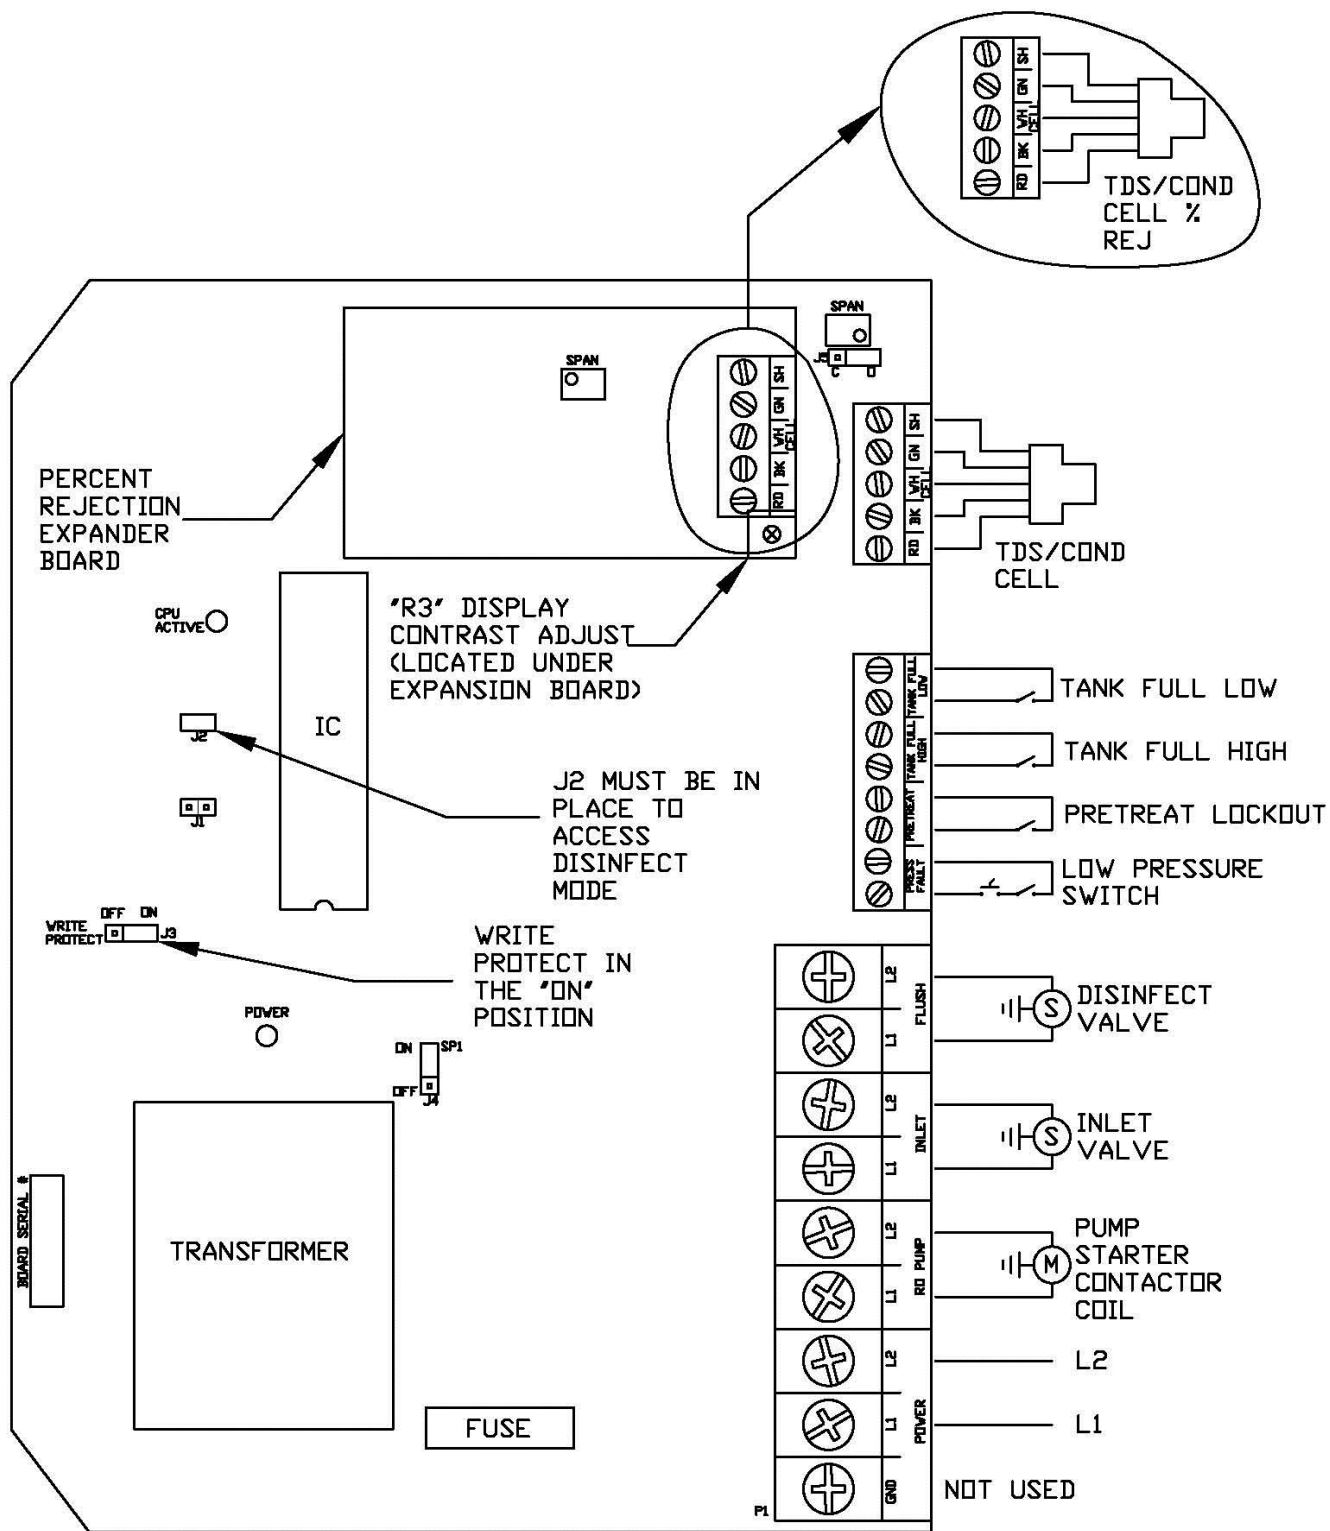 SH
GN
WH
CELL
BK
RD
TDS/COND
CELL %
REJ
SPAN
J5
C D
SPAN
SH
GN
WH
CELL
BK
RD
SH
GN
WH
CELL
BK
RD
TDS/COND
CELL
PERCENT
REJECTION
EXPANDER
BOARD
CPU
ACTIVE
"R3" DISPLAY
CONTRAST ADJUST
(LOCATED UNDER
EXPANSION BOARD)
IC
J2
J1
J2 MUST BE IN
PLACE TO
ACCESS
DISINFECT
MODE
TANK FULL
LOW
TANK FULL
HIGH
PRETREAT
PRESS
FAULT
TANK FULL LOW
TANK FULL HIGH
PRETREAT LOCKOUT
LOW PRESSURE
SWITCH
OFF ON
WRITE
PROTECT
J3
WRITE
PROTECT IN
THE "ON"
POSITION
POWER
ON
SP1
OFF
J4
BOARD SERIAL #
TRANSFORMER
FUSE
L2
L1
FLUSH
S
DISINFECT
VALVE
L2
L1
INLET
S
INLET
VALVE
L2
L1
RO PUMP
M
PUMP
STARTER
CONTACTOR
COIL
L2
L1
POWER
GND
L2
L1
NOT USED
P1